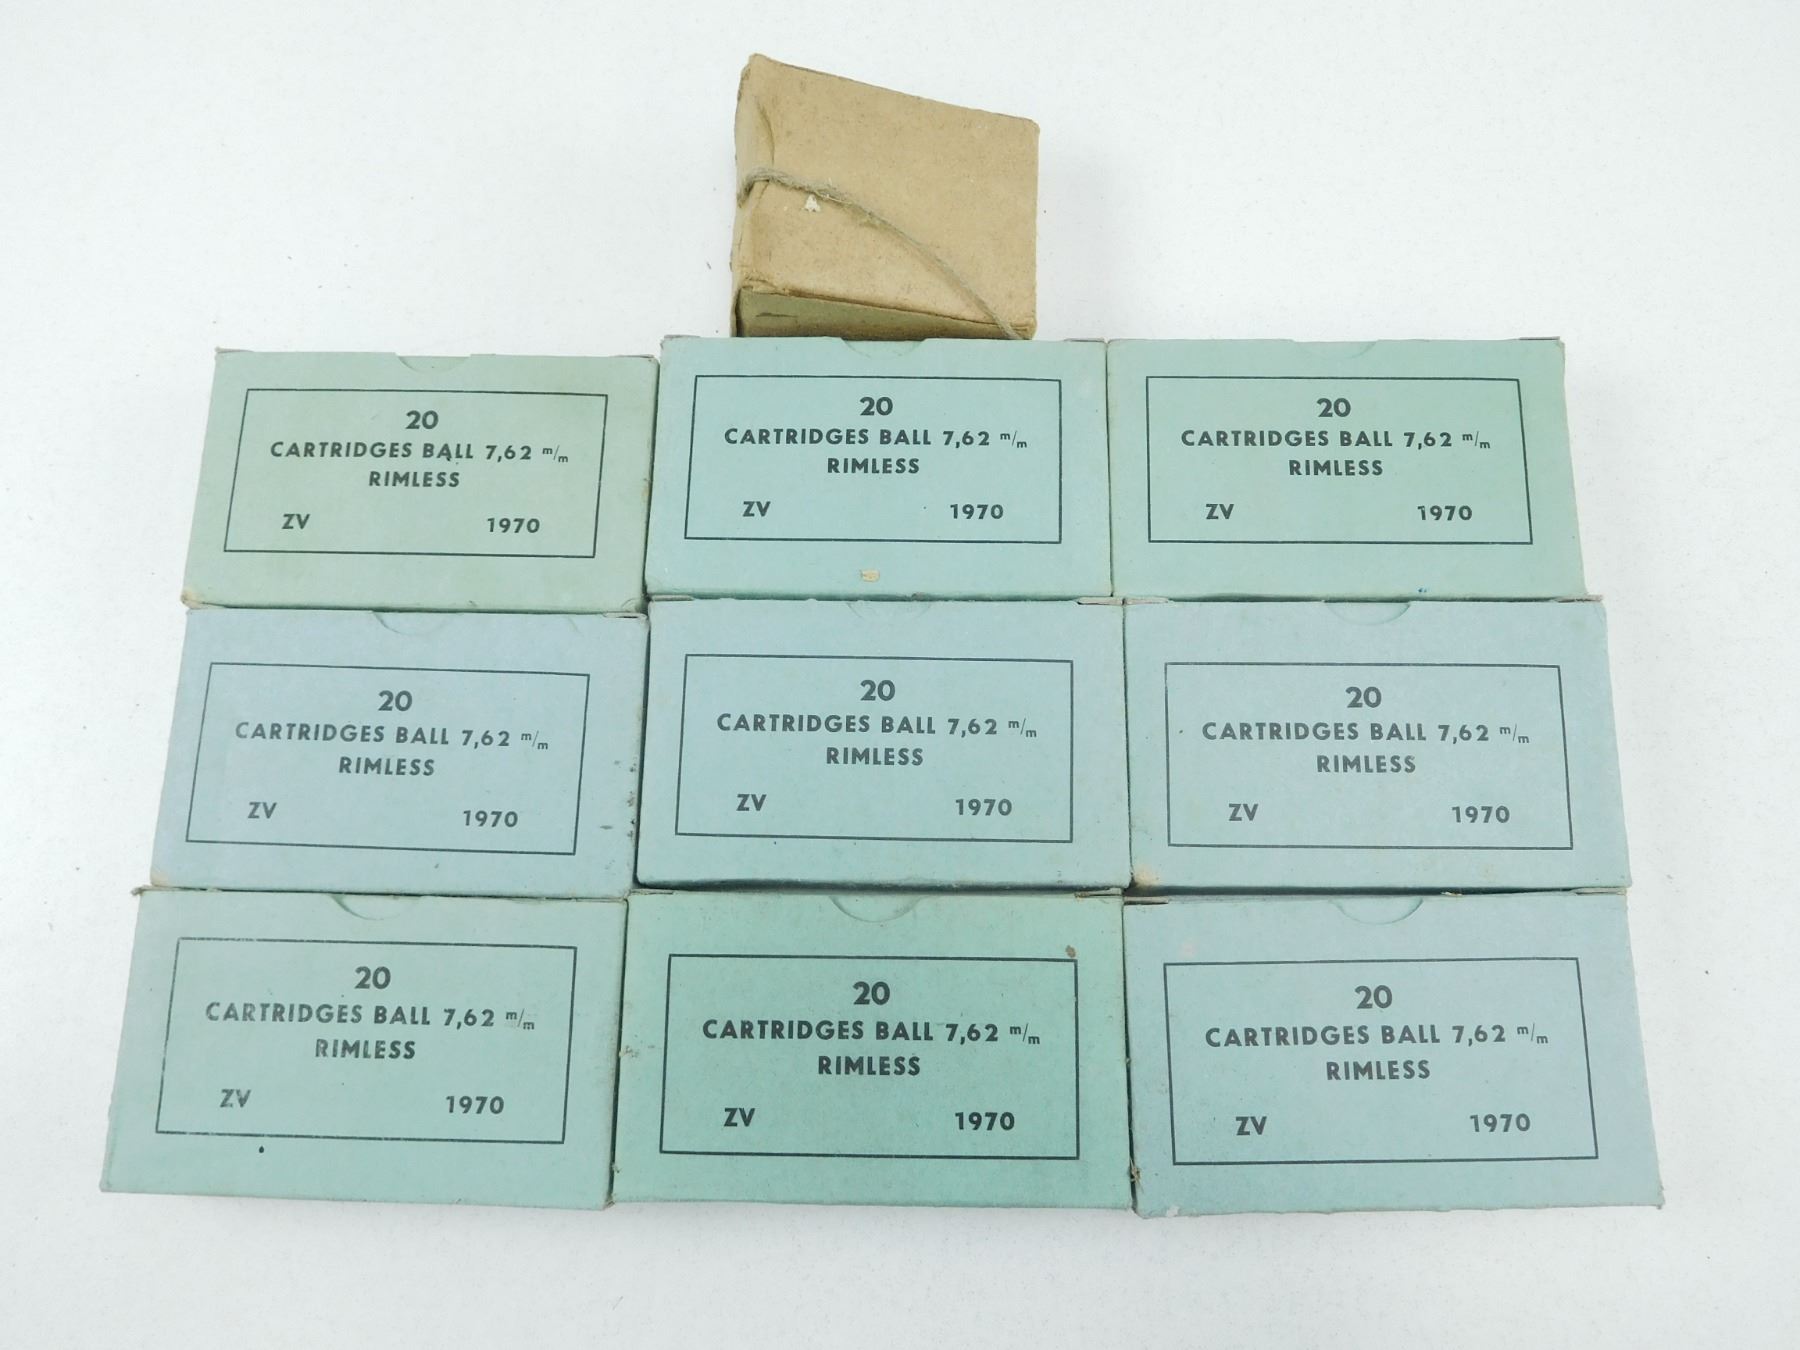 20
CARTRIDGES BALL 7,62 m/m
RIMLESS
ZV 1970
20
CARTRIDGES BALL 7,62 m/m
RIMLESS
ZV 1970
20
CARTRIDGES BALL 7,62 m/m
RIMLESS
ZV 1970
20
CARTRIDGES BALL 7,62 m/m
RIMLESS
ZV 1970
20
CARTRIDGES BALL 7,62 m/m
RIMLESS
ZV 1970
20
CARTRIDGES BALL 7,62 m/m
RIMLESS
ZV 1970
20
CARTRIDGES BALL 7,62 m/m
RIMLESS
ZV 1970
20
CARTRIDGES BALL 7,62 m/m
RIMLESS
ZV 1970
20
CARTRIDGES BALL 7,62 m/m
RIMLESS
ZV 1970